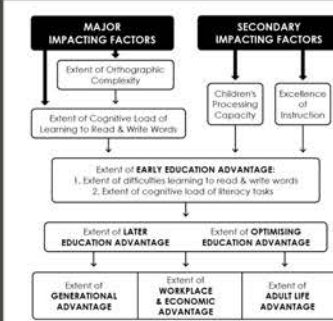 MAJOR
IMPACTING FACTORS
SECONDARY
IMPACTING FACTORS
Extent of Orthographic
Complexity
Extent of Cognitive Load of
Learning to Read & Write Words
Children's
Processing
Capacity
Excellence
of
Instruction
Extent of EARLY EDUCATION ADVANTAGE:
1. Extent of difficulties learning to read & write words
2. Extent of cognitive load of literacy tasks
Extent of LATER
EDUCATION ADVANTAGE
Extent of OPTIMISING
EDUCATION ADVANTAGE
Extent of
GENERATIONAL
ADVANTAGE
Extent of
WORKPLACE
& ECONOMIC
ADVANTAGE
Extent of
ADULT LIFE
ADVANTAGE